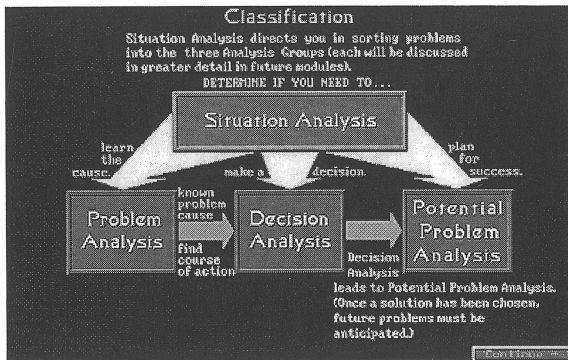 Classification
Situation Analysis directs you in sorting problems
into the three Analysis Groups (each will be discussed
in greater detail in future modules).
DETERMINE IF YOU NEED TO...
Situation Analysis
learn
the
cause.
make a decision.
plan
for
success.
Problem
Analysis
known
problem
cause
find
course
of action
Decision
Analysis
Potential
Problem
Analysis
Decision
Analysis
leads to Potential Problem Analysis.
(Once a solution has been chosen,
future problems must be
anticipated.)
Continue